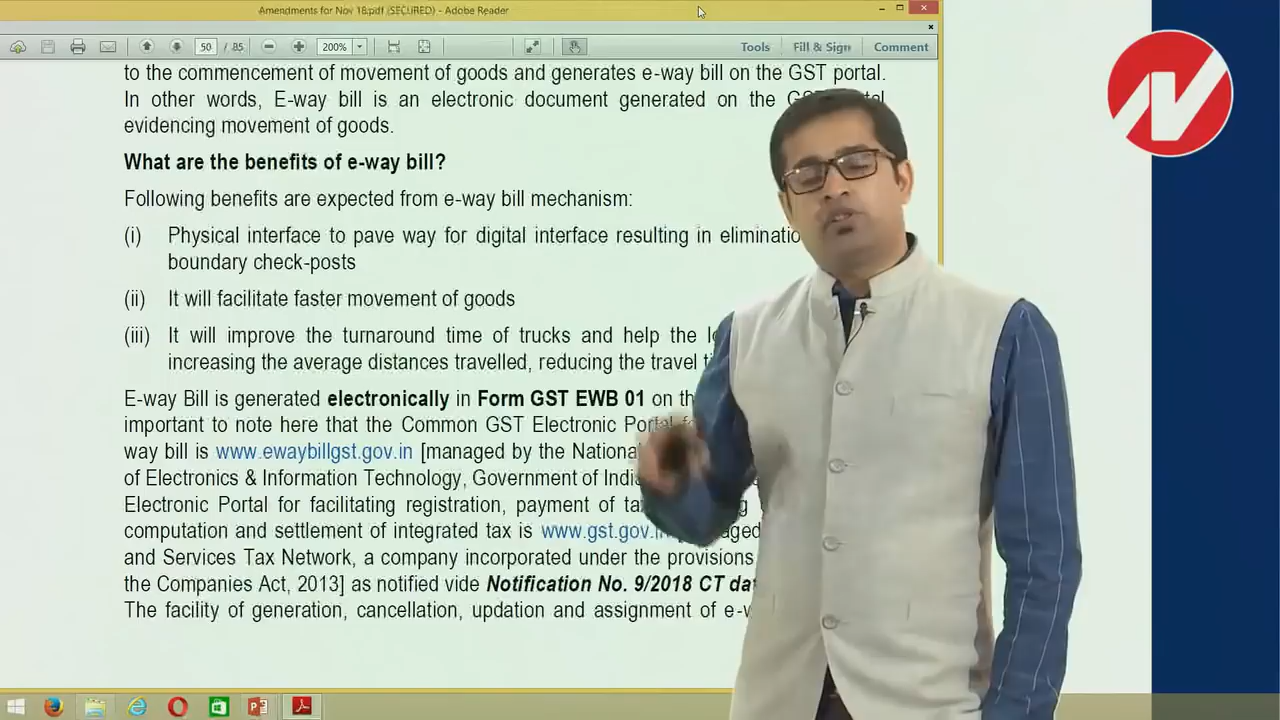 Amendments for Nov 18.pdf (SECURED) - Adobe Reader
50 / 85 200% Tools Fill & Sign Comment
to the commencement of movement of goods and generates e-way bill on the GST portal.
In other words, E-way bill is an electronic document generated on the
evidencing movement of goods.
What are the benefits of e-way bill?
Following benefits are expected from e-way bill mechanism:
(i) Physical interface to pave way for digital interface resulting in
boundary check-posts
(ii) It will facilitate faster movement of goods
(iii) It will improve the turnaround time of trucks and help the
increasing the average distances travelled, reducing the travel
E-way Bill is generated electronically in Form GST EWB 01 on
important to note here that the Common GST Electronic Portal
way bill is www.ewaybillgst.gov.in [managed by the National
of Electronics & Information Technology, Government of
Electronic Portal for facilitating registration, payment of
computation and settlement of integrated tax is www.gst.gov.in
and Services Tax Network, a company incorporated under the provisions
the Companies Act, 2013] as notified vide Notification No. 9/2018 CT
The facility of generation, cancellation, updation and assignment of